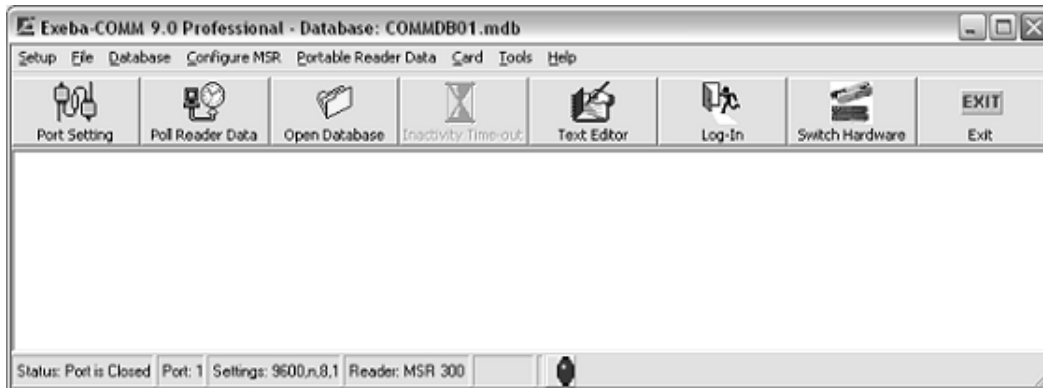 Exeba-COMM 9.0 Professional - Database: COMMDB01.mdb
Setup File Database Configure MSR Portable Reader Data Card Tools Help
Port Setting Poll Reader Data Open Database Inactivity Time-out Text Editor Log-In Switch Hardware EXIT Exit
Status: Port is Closed Port: 1 Settings: 9600,n,8,1 Reader: MSR 300